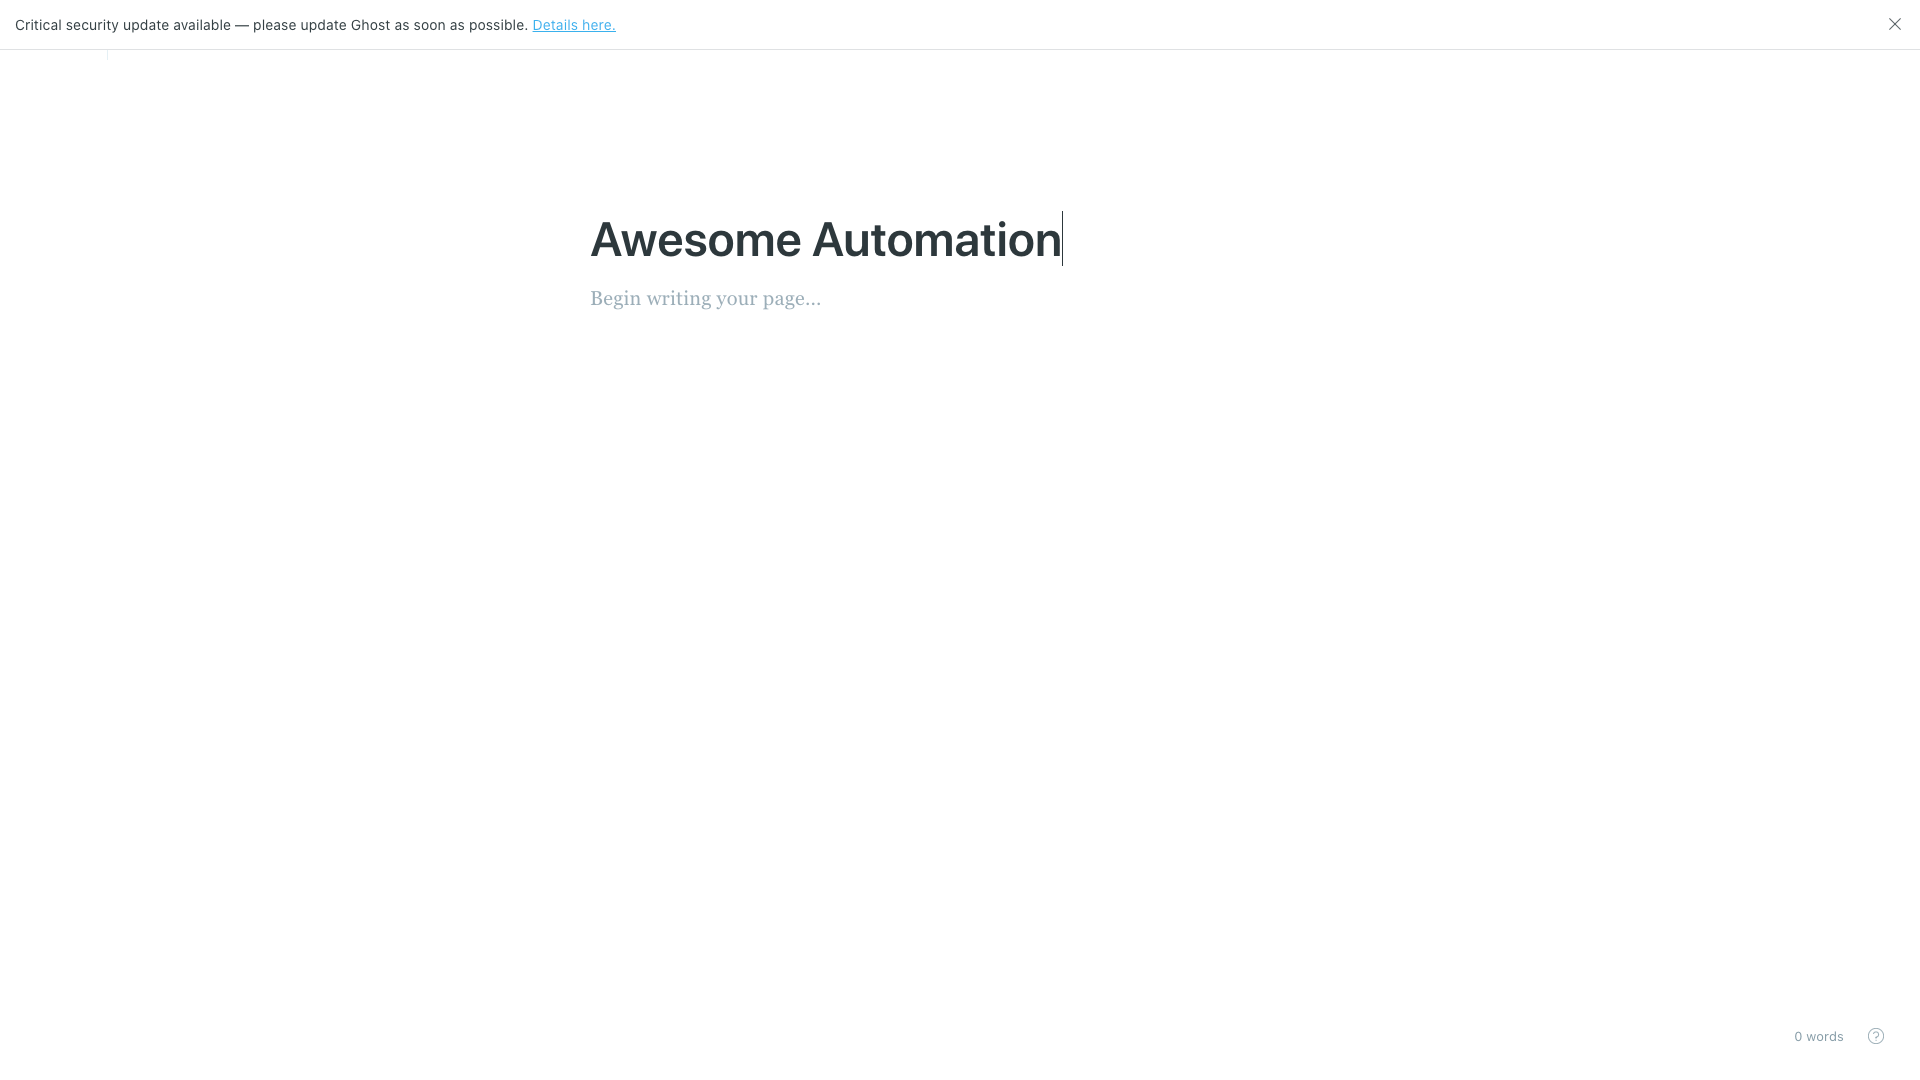 Critical security update available — please update Ghost as soon as possible. Details here.
Awesome Automation
Begin writing your page...
0 words
?